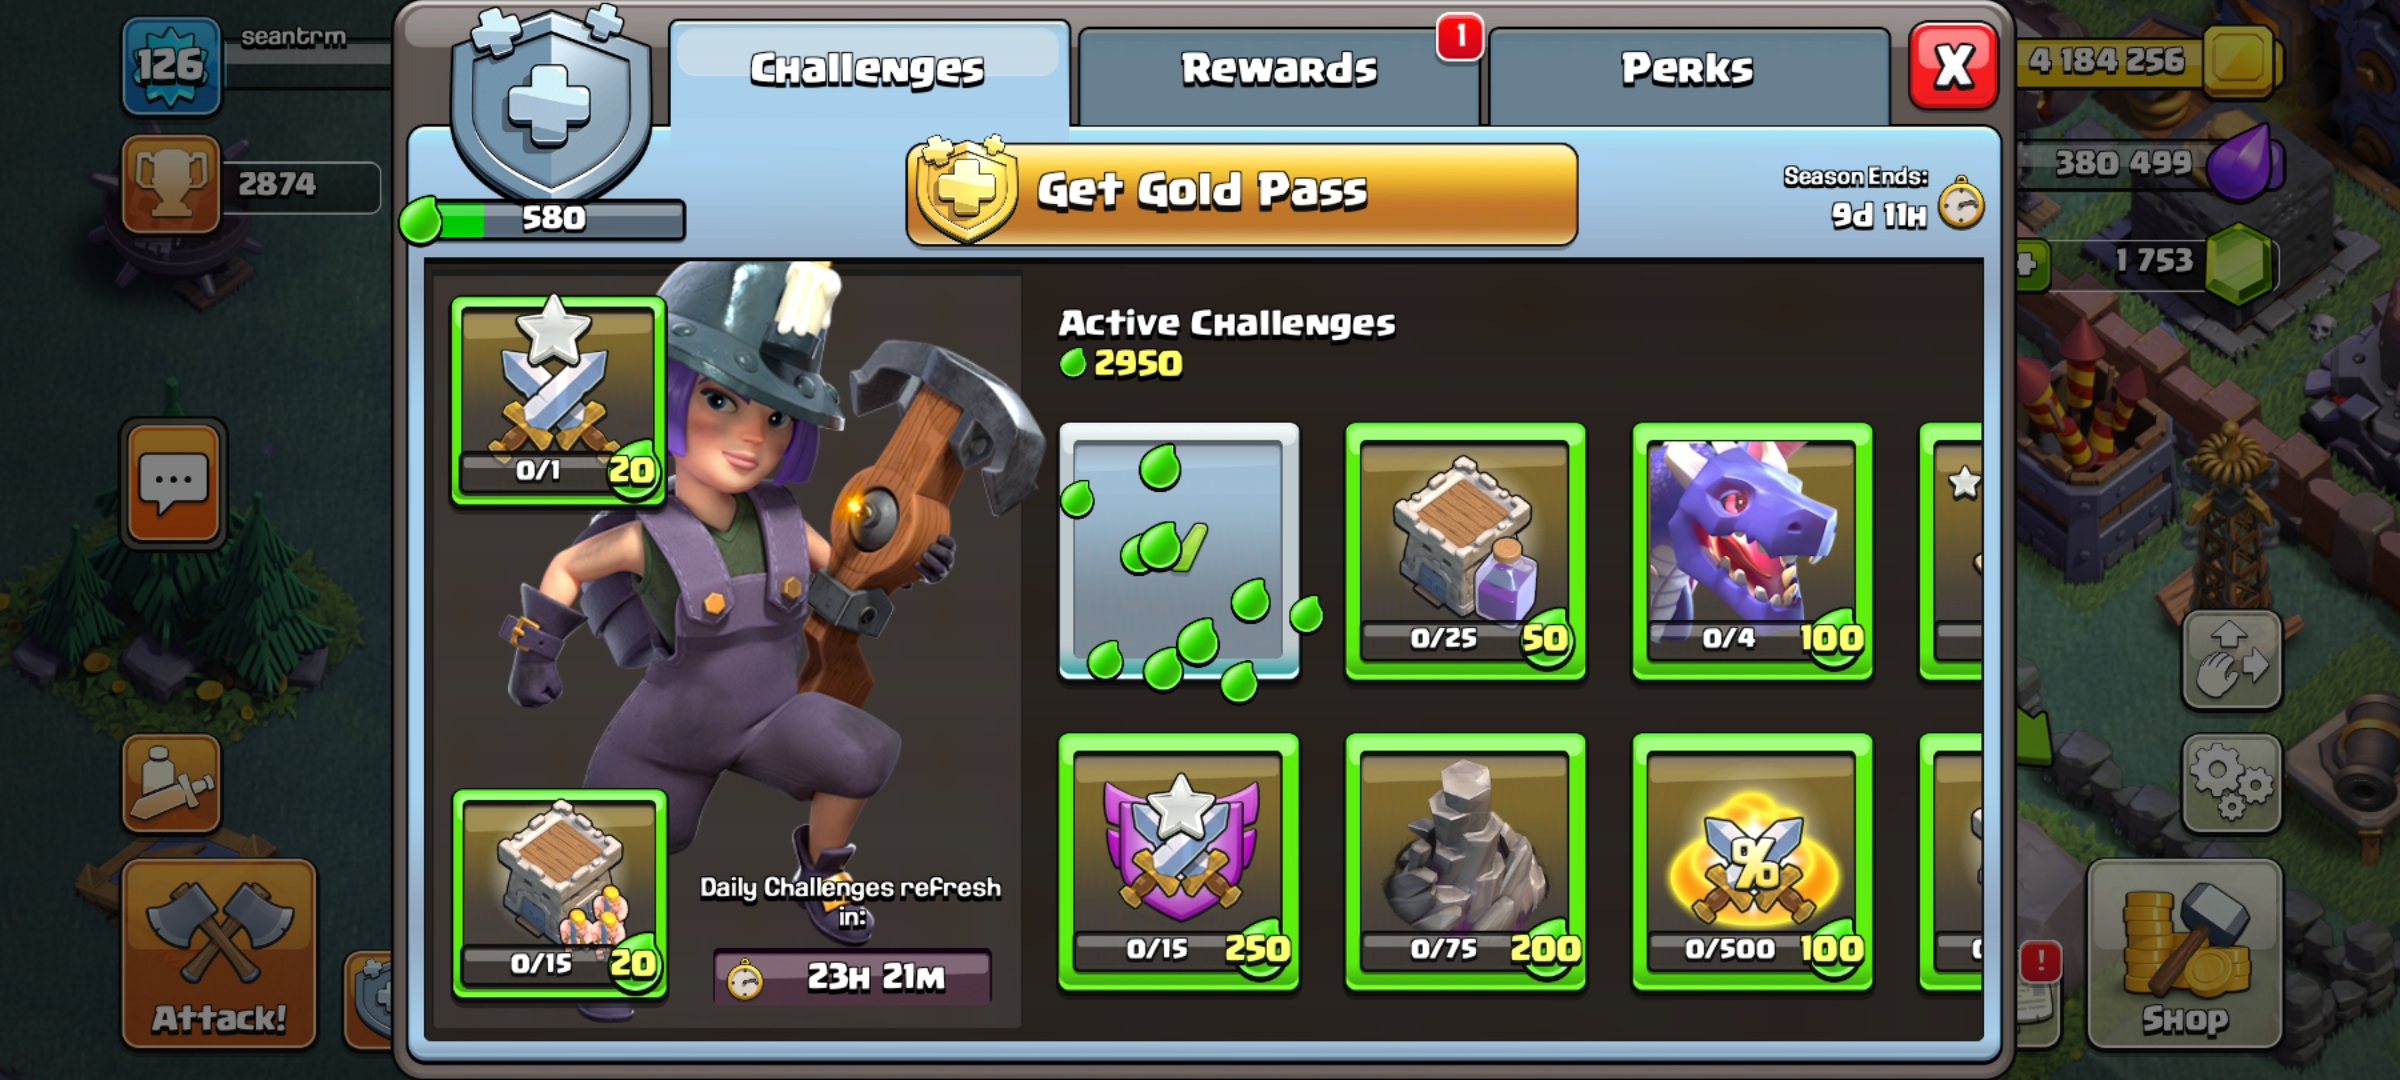 126
seantrm
2874
Challenges
Rewards
1
Perks
X
4 184 256
380 499
1 753
580
Get Gold Pass
Season Ends:
9d 11H
Active Challenges
2950
0/1
20
0/25
50
0/4
100
0/15
250
0/75
200
0/500
%
100
0/15
20
Daily Challenges refresh
in:
23H 21M
Attack!
!
Shop